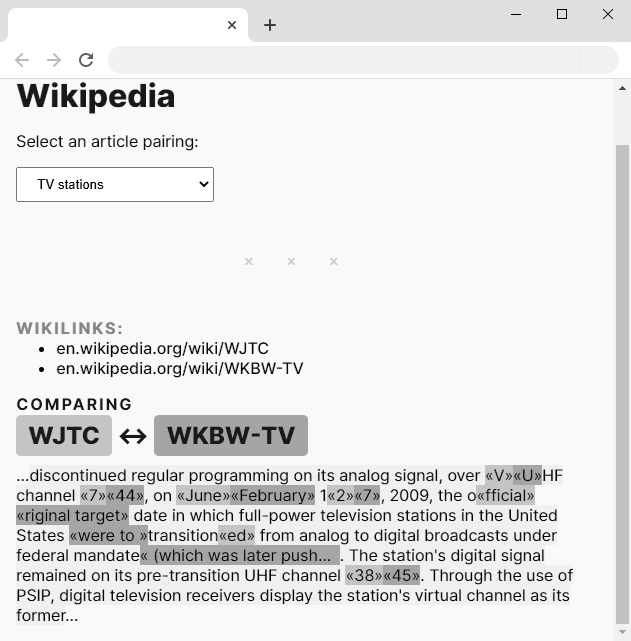 Wikipedia
Select an article pairing:
TV stations
× × ×
WIKILINKS:
• en.wikipedia.org/wiki/WJTC
• en.wikipedia.org/wiki/WKBW-TV
COMPARING
WJTC ↔ WKBW-TV
...discontinued regular programming on its analog signal, over «V»«U»HF
channel «7»«44», on «June»«February» 1«2»«7», 2009, the o«fficial»
«riginal target» date in which full-power television stations in the United
States «were to »transition«ed» from analog to digital broadcasts under
federal mandate« (which was later push... . The station's digital signal
remained on its pre-transition UHF channel «38»«45». Through the use of
PSIP, digital television receivers display the station's virtual channel as its
former...